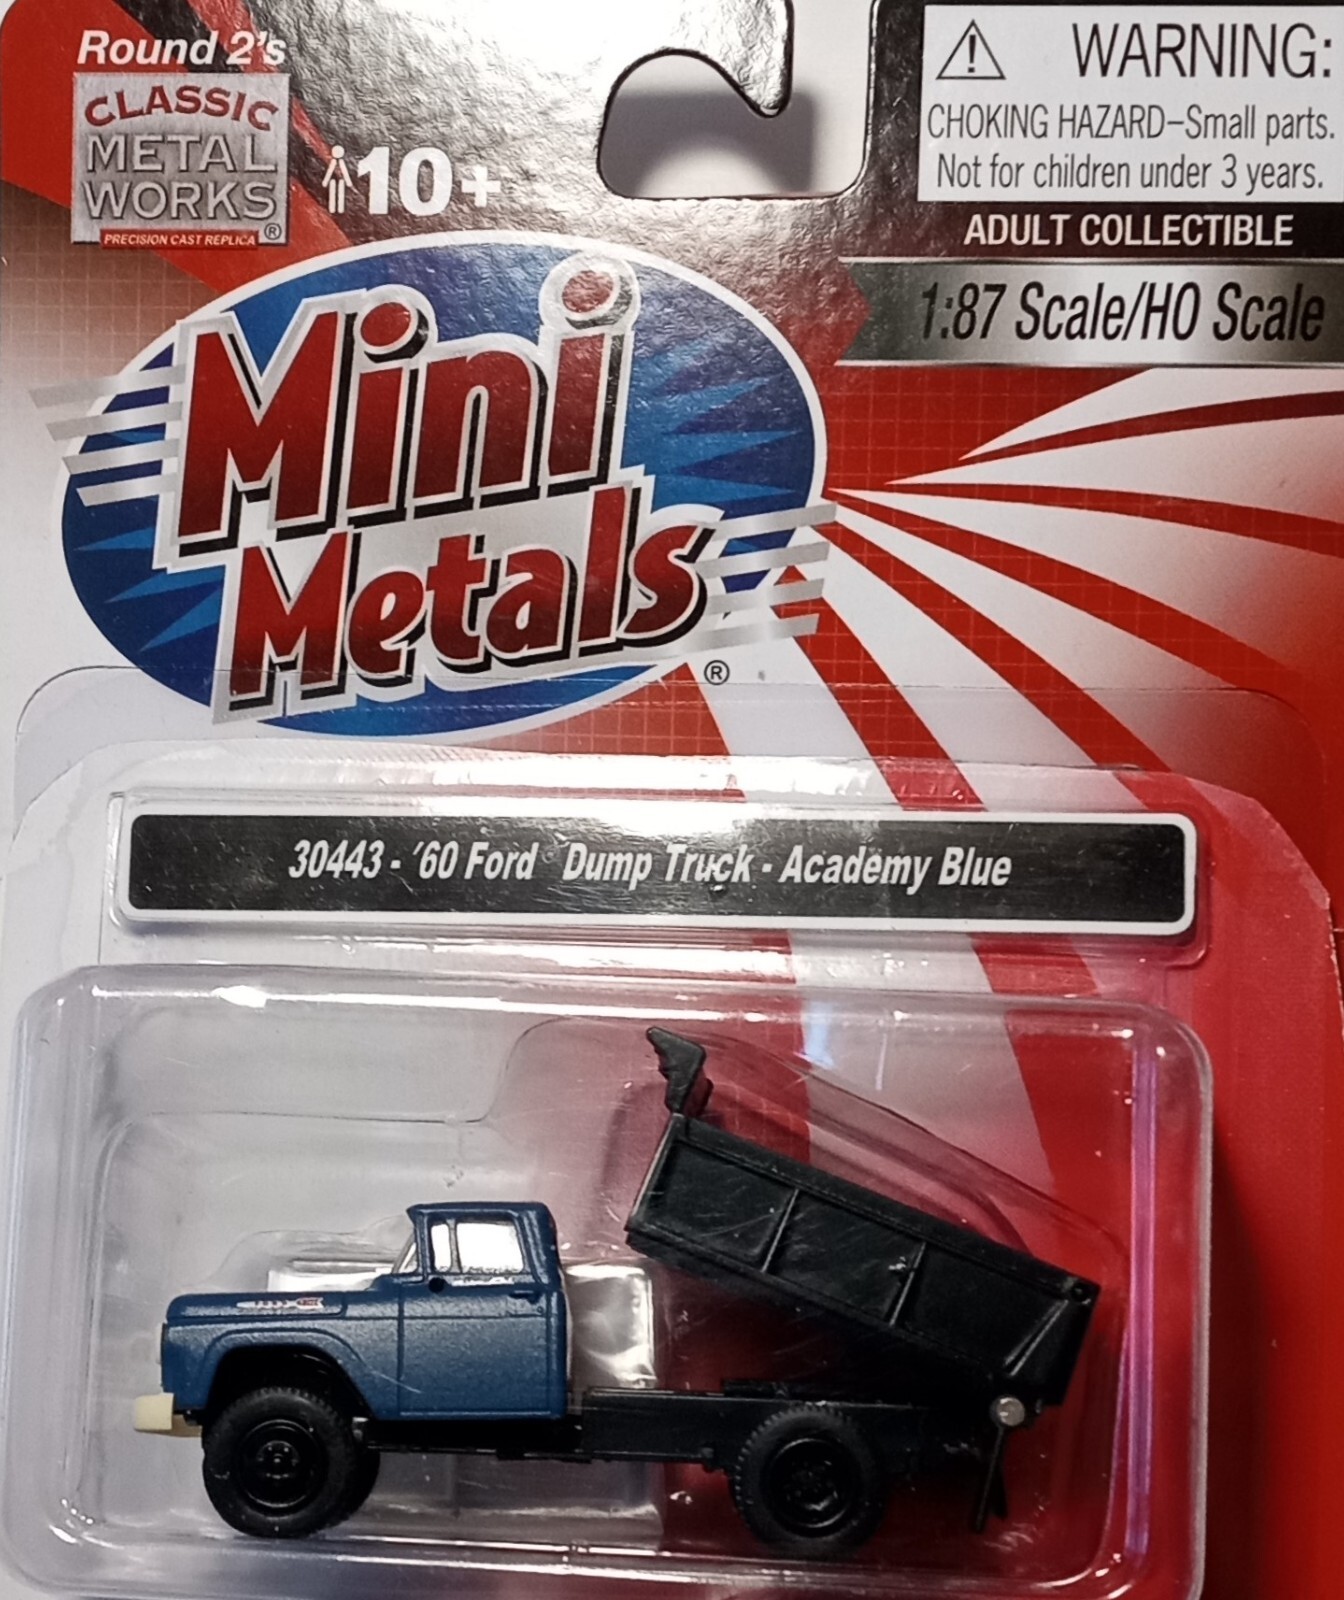 Round 2's
CLASSIC
METAL
WORKS®
PRECISION CAST REPLICA
10+
WARNING:
CHOKING HAZARD–Small parts.
Not for children under 3 years.
ADULT COLLECTIBLE
1:87 Scale/HO Scale
Mini
Metals®
30443 - '60 Ford Dump Truck - Academy Blue